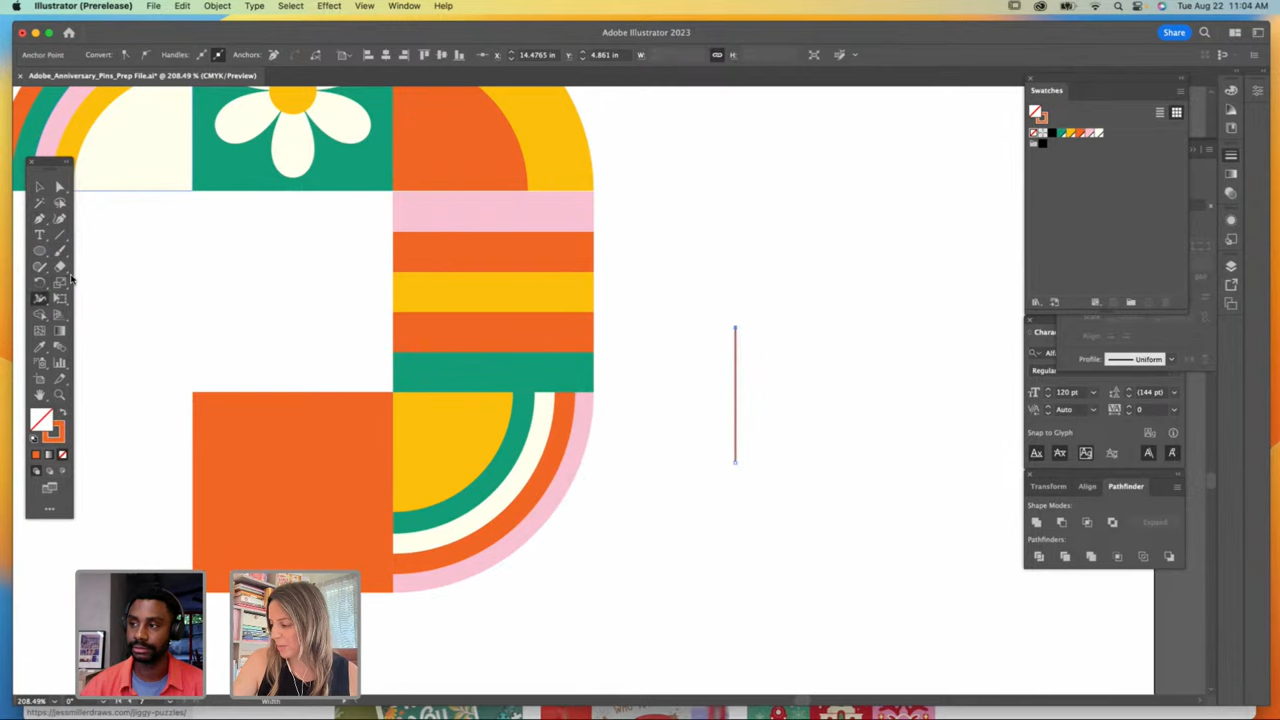 Illustrator (Prerelease) File Edit Object Type Select Effect View Window Help
Tue Aug 22 11:04 AM
Adobe Illustrator 2023
Share
Anchor Point Convert: Handles: Anchors: X: 14.4765 in Y: 4.861 in W: H:
Adobe_Anniversary_Pins_Prep File.ai* @ 208.49 % (CMYK/Preview)
Swatches
Align:
Profile: Uniform
Regular
120 pt (144 pt)
Auto 0
Snap to Glyph
Transform Align Pathfinder
Shape Modes:
Expand
Pathfinders:
208.49% 0° 7 Width
https://jessmillerdraws.com/jiggy-puzzles/